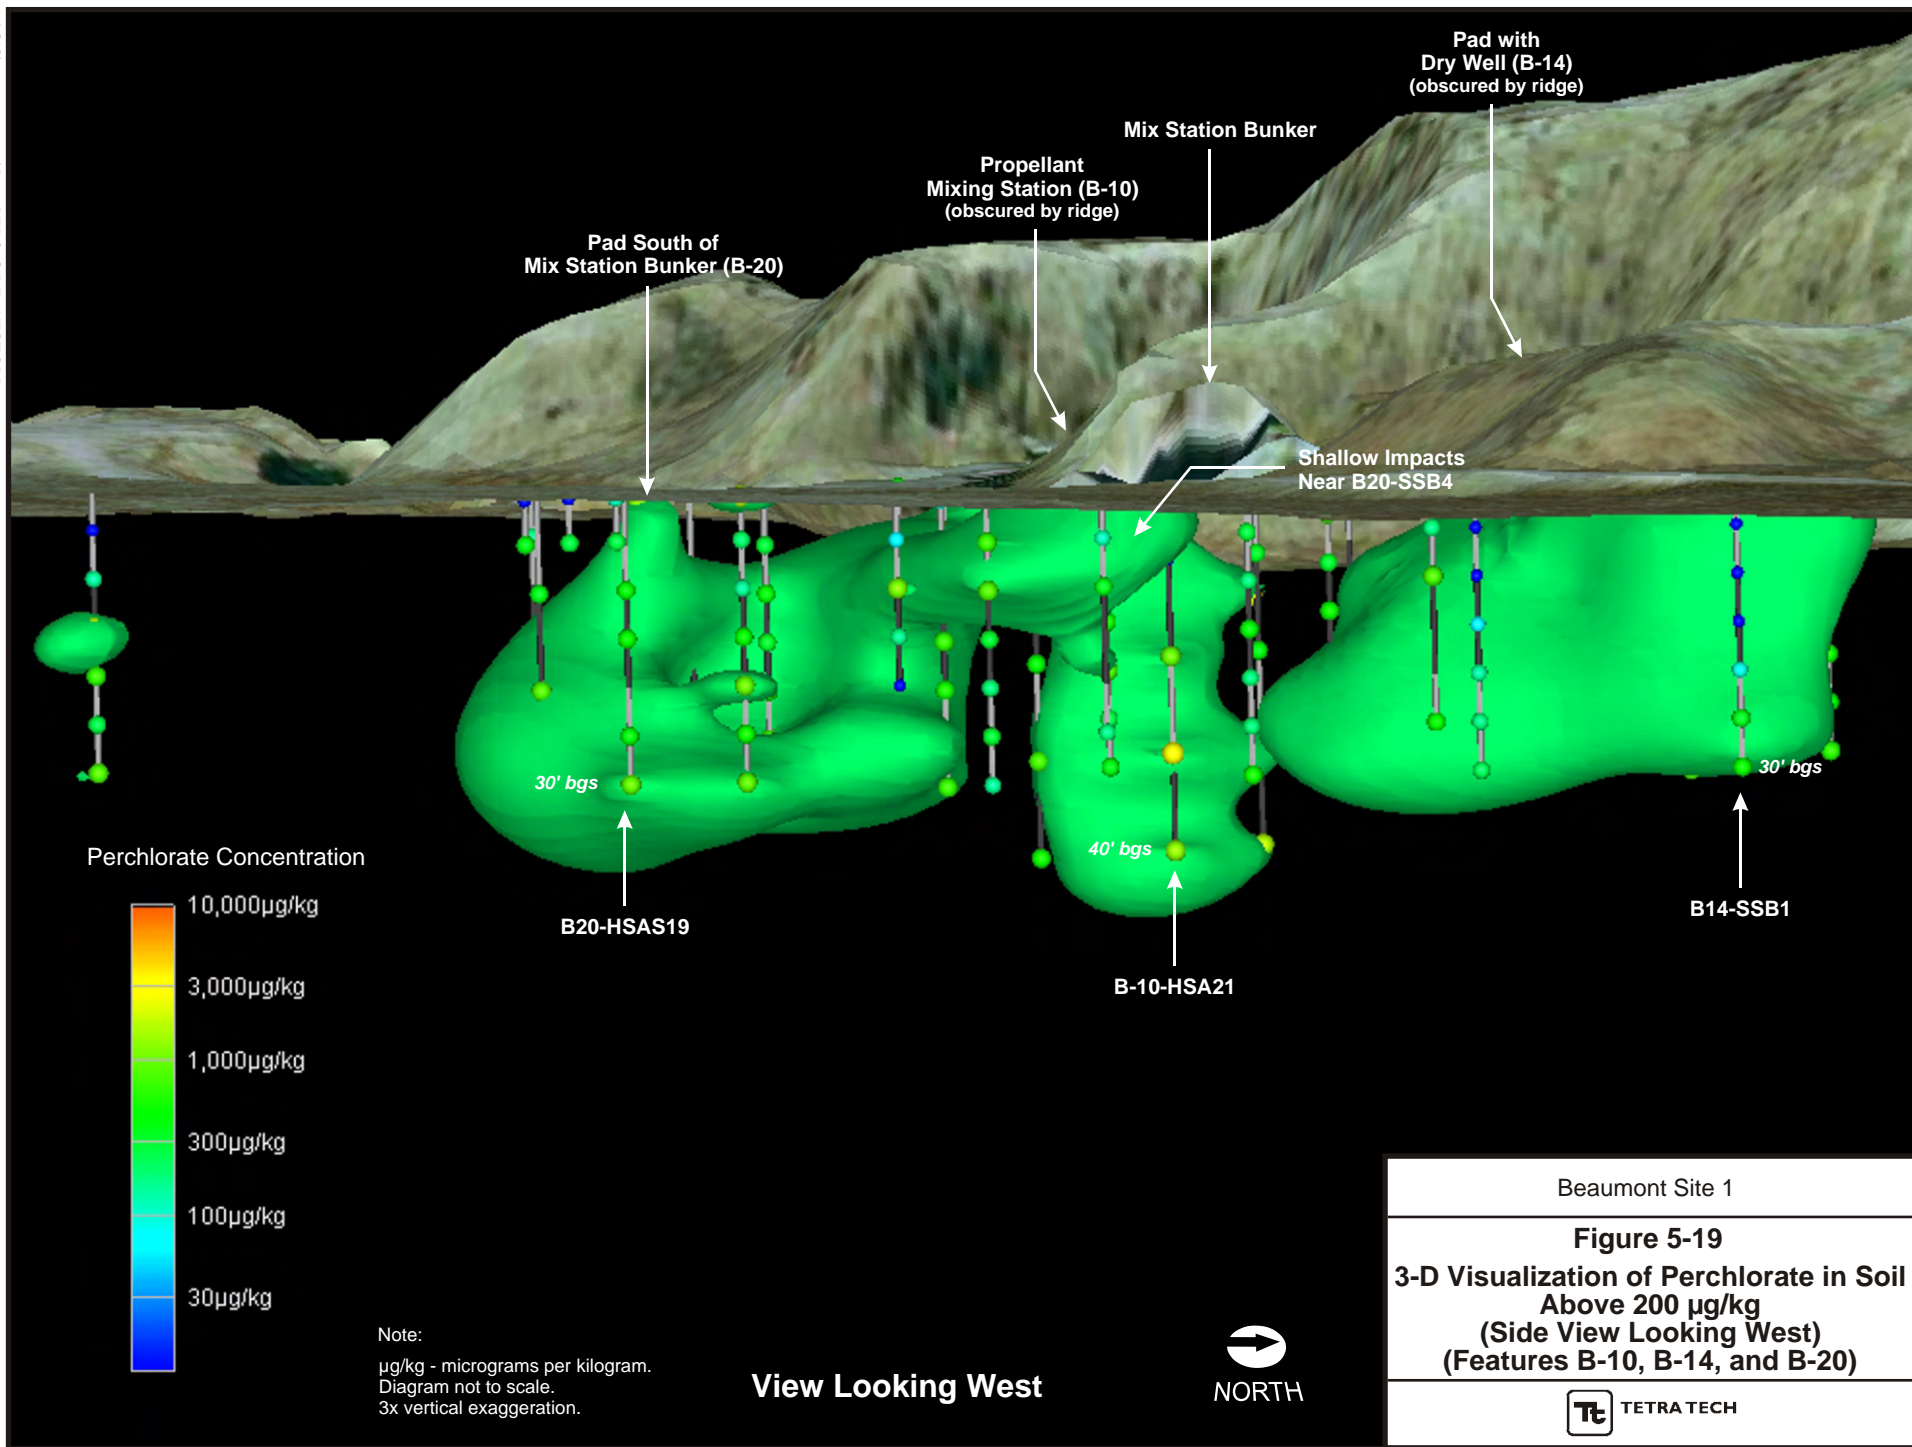 Pad with
Dry Well (B-14)
(obscured by ridge)
Mix Station Bunker
Propellant
Mixing Station (B-10)
(obscured by ridge)
Pad South of
Mix Station Bunker (B-20)
Shallow Impacts
Near B20-SSB4
30' bgs
30' bgs
40' bgs
B20-HSAS19
B-10-HSA21
B14-SSB1
Perchlorate Concentration
10,000µg/kg
3,000µg/kg
1,000µg/kg
300µg/kg
100µg/kg
30µg/kg
Note:
µg/kg - micrograms per kilogram.
Diagram not to scale.
3x vertical exaggeration.
View Looking West
NORTH
Beaumont Site 1
Figure 5-19
3-D Visualization of Perchlorate in Soil
Above 200 µg/kg
(Side View Looking West)
(Features B-10, B-14, and B-20)
Tt TETRA TECH